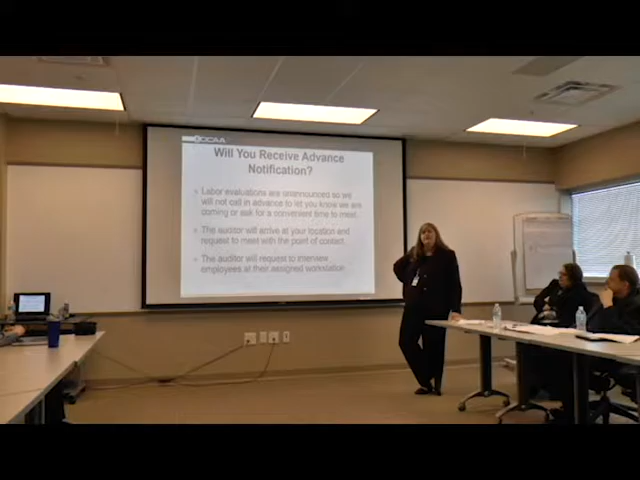 DCAA
Will You Receive Advance
Notification?
Labor evaluations are unannounced so we
will not call in advance to let you know we are
coming or ask for a convenient time to meet.
The auditor will arrive at your location and
request to meet with the point of contact.
The auditor will request to interview
employees at their assigned workstation